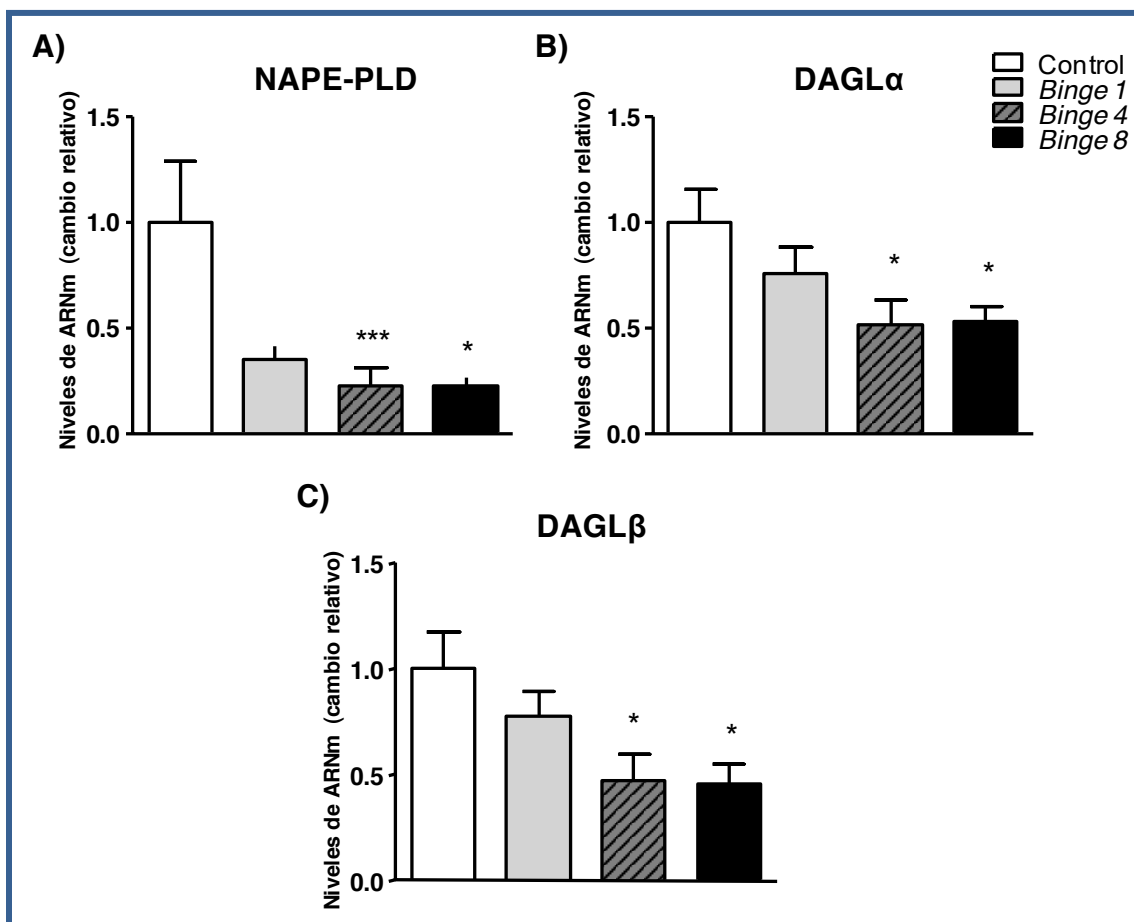 A)
NAPE-PLD
Niveles de ARNm (cambio relativo)
1.5
1.0
0.5
0.0
***
*
B)
DAGLα
Niveles de ARNm (cambio relativo)
1.5
1.0
0.5
0.0
*
*
Control
Binge 1
Binge 4
Binge 8
C)
DAGLβ
Niveles de ARNm (cambio relativo)
1.5
1.0
0.5
0.0
*
*